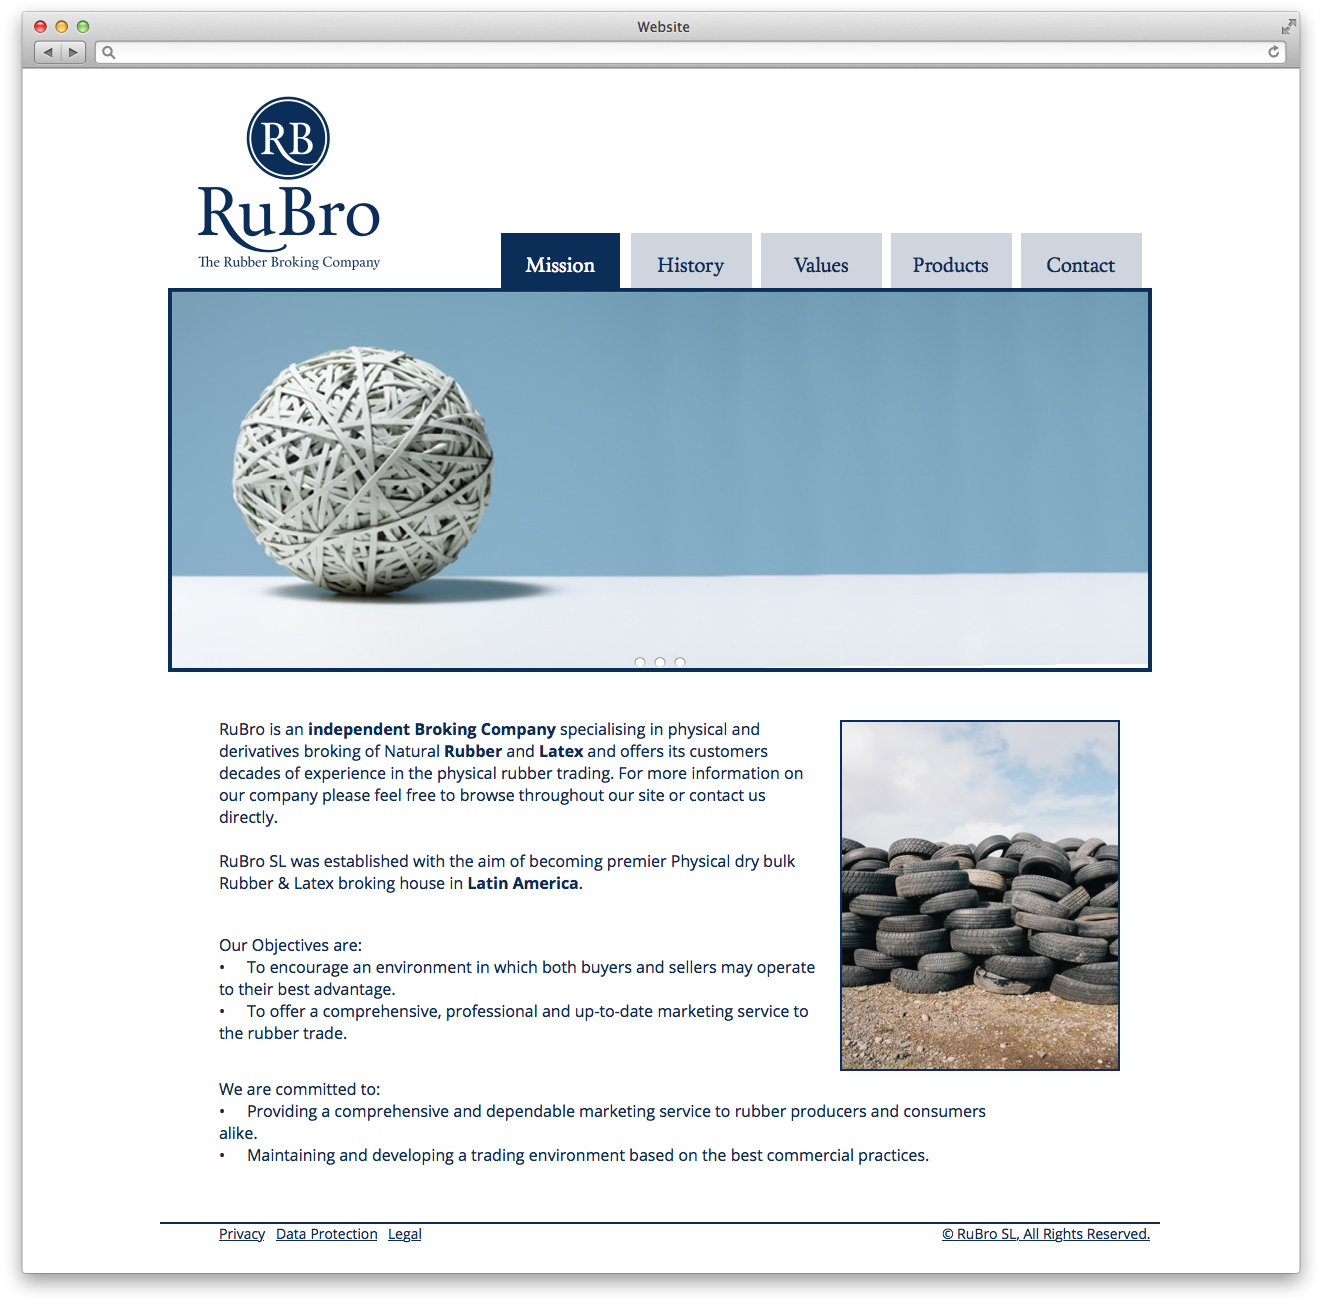 Website
RB
RuBro
The Rubber Broking Company
Mission History Values Products Contact
RuBro is an independent Broking Company specialising in physical and
derivatives broking of Natural Rubber and Latex and offers its customers
decades of experience in the physical rubber trading. For more information on
our company please feel free to browse throughout our site or contact us
directly.
RuBro SL was established with the aim of becoming premier Physical dry bulk
Rubber & Latex broking house in Latin America.
Our Objectives are:
• To encourage an environment in which both buyers and sellers may operate
to their best advantage.
• To offer a comprehensive, professional and up-to-date marketing service to
the rubber trade.
We are committed to:
• Providing a comprehensive and dependable marketing service to rubber producers and consumers
alike.
• Maintaining and developing a trading environment based on the best commercial practices.
Privacy Data Protection Legal © RuBro SL, All Rights Reserved.